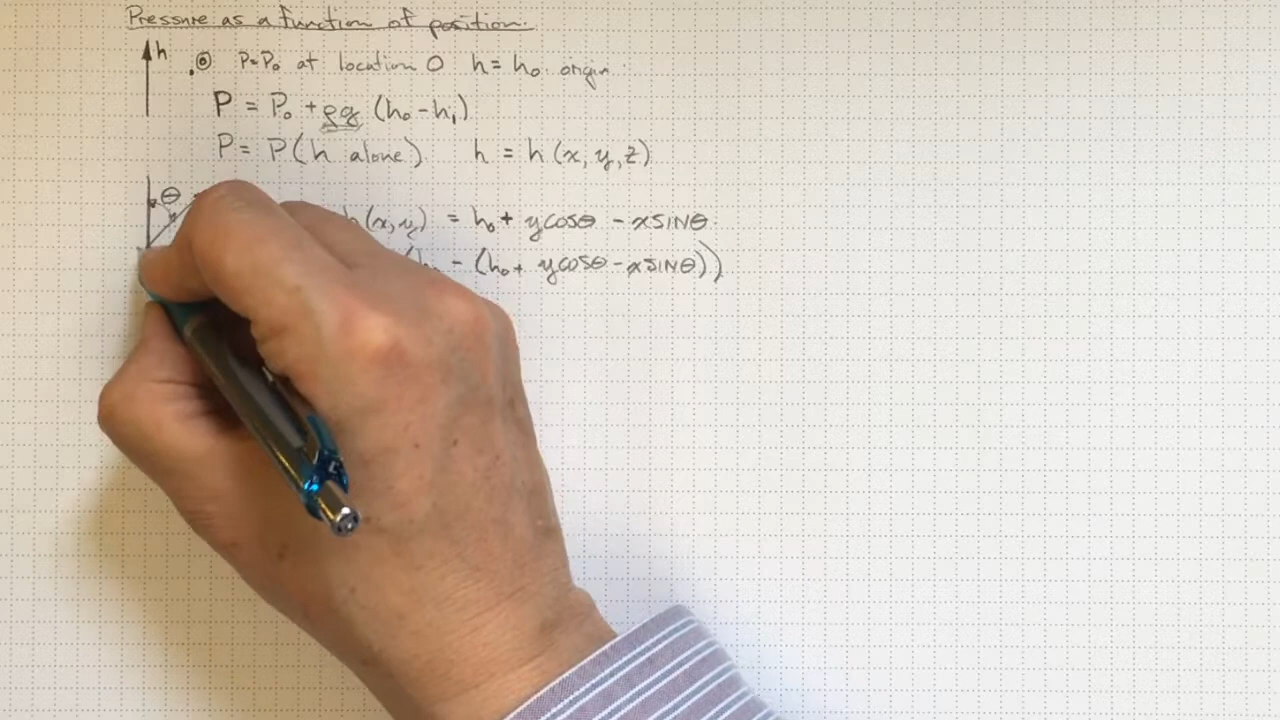 Pressure as a function of position.
h
P=P₀ at location O h = h₀. origin
P = P₀ + ρg (h₀ - h₁)
P = P(h alone) h = h(x, y, z)
θ
(x, y) = h₀ + y cosθ - x SINθ
- (h₀ + y cosθ - x SINθ))